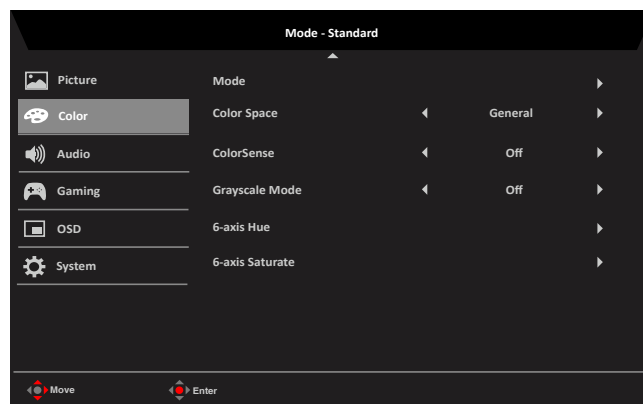 Mode - Standard
Picture
Mode
Color
Color Space General
Audio
ColorSense Off
Gaming
Grayscale Mode Off
OSD
6-axis Hue
System
6-axis Saturate
Move Enter